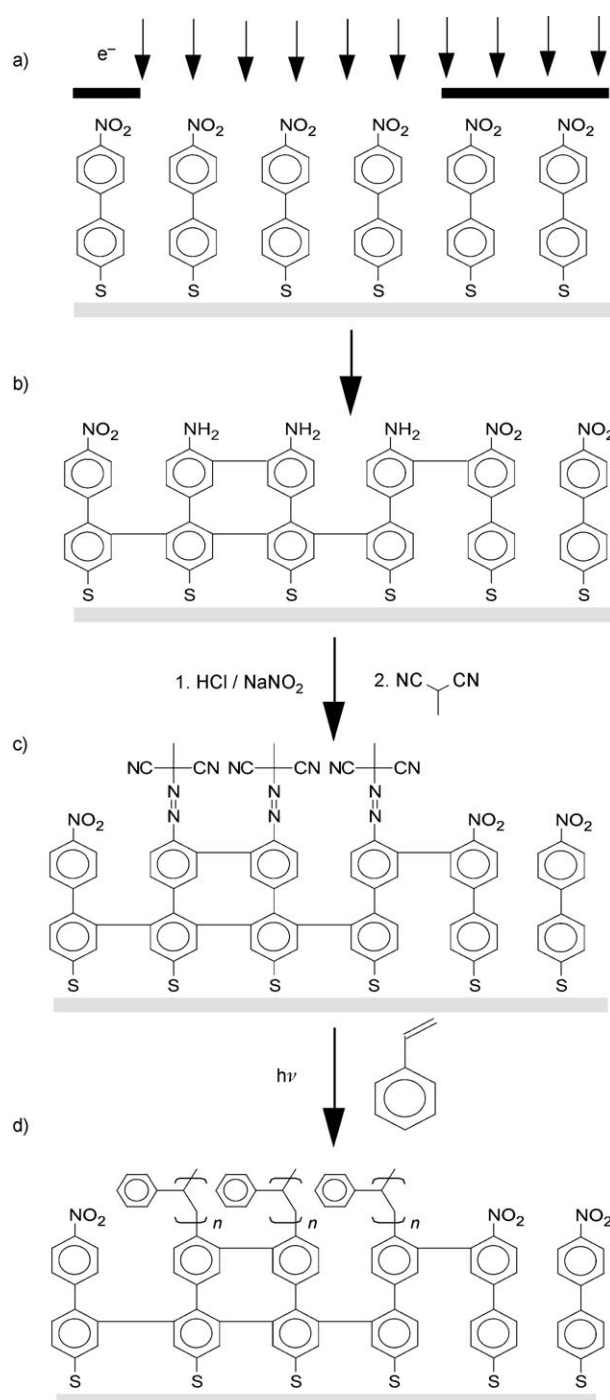 e⁻
a)
NO₂ NO₂ NO₂ NO₂ NO₂ NO₂
S S S S S S
b)
NO₂ NH₂ NH₂ NH₂ NO₂ NO₂
S S S S S S
1. HCl / NaNO₂ 2. NC CN
c)
NC CN NC CN NC CN
N N N
NO₂ N N N NO₂ NO₂
S S S S S S
hν
d)
n n n
NO₂ NO₂ NO₂
S S S S S S